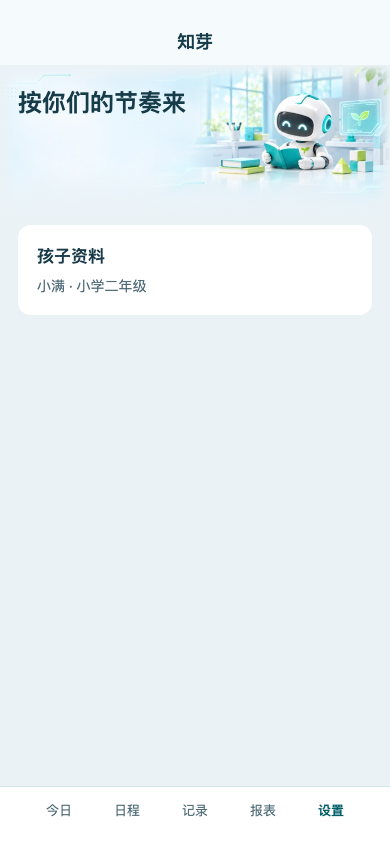 知芽
按你们的节奏来
孩子资料
小满 · 小学二年级
今日
日程
记录
报表
设置